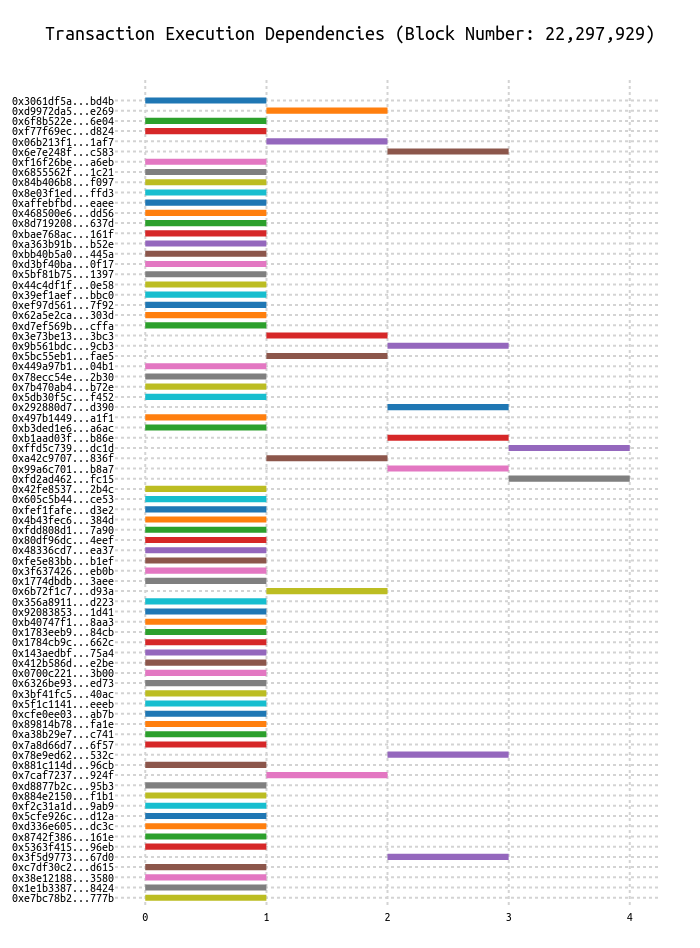 Transaction Execution Dependencies (Block Number: 22,297,929)
0x3061df5a...bd4b
0xd9972da5...e269
0x6f8b522e...6e04
0xf77f69ec...d824
0x06b213f1...1af7
0x6e7e248f...c583
0xf16f26be...a6eb
0x6855562f...1c21
0x84b406b8...f097
0x8e03f1ed...ffd3
0xaffebfbd...eaee
0x468500e6...dd56
0x8d719208...637d
0xbae768ac...161f
0xa363b91b...b52e
0xbb40b5a0...445a
0xd3bf40ba...0f17
0x5bf81b75...1397
0x44c4df1f...0e58
0x39ef1aef...bbc0
0xef97d561...7f92
0x62a5e2ca...303d
0xd7ef569b...cffa
0x3e73be13...3bc3
0x9b561bdc...9cb3
0x5bc55eb1...fae5
0x449a97b1...04b1
0x78ecc54e...2b30
0x7b470ab4...b72e
0x5db30f5c...f452
0x292880d7...d390
0x497b1449...a1f1
0xb3ded1e6...a6ac
0xb1aad03f...b86e
0xffd5c739...dc1d
0xa42c9707...836f
0x99a6c701...b8a7
0xfd2ad462...fc15
0x42fe8537...2b4c
0x605c5b44...ce53
0xfef1fafe...d3e2
0x4b43fec6...384d
0xfdd808d1...7a90
0x80df96dc...4eef
0x48336cd7...ea37
0xfe5e83bb...b1ef
0x3f637426...eb0b
0x1774dbdb...3aee
0x6b72f1c7...d93a
0x356a8911...d223
0x92083853...1d41
0xb40747f1...8aa3
0x1783eeb9...84cb
0x1784cb9c...662c
0x143aedbf...75a4
0x412b586d...e2be
0x0700c221...3b00
0x6326be93...ed73
0x3bf41fc5...40ac
0x5f1c1141...eeeb
0xcfe0ee03...ab7b
0x89814b78...fa1e
0xa38b29e7...c741
0x7a8d66d7...6f57
0x78e9ed62...532c
0x881c114d...96cb
0x7caf7237...924f
0xd8877b2c...95b3
0x884e2150...f1b1
0xf2c31a1d...9ab9
0x5cfe926c...d12a
0xd336e605...dc3c
0x8742f386...161e
0x5363f415...96eb
0x3f5d9773...67d0
0xc7df30c2...d615
0x38e12188...3580
0x1e1b3387...8424
0xe7bc78b2...777b
0 1 2 3 4